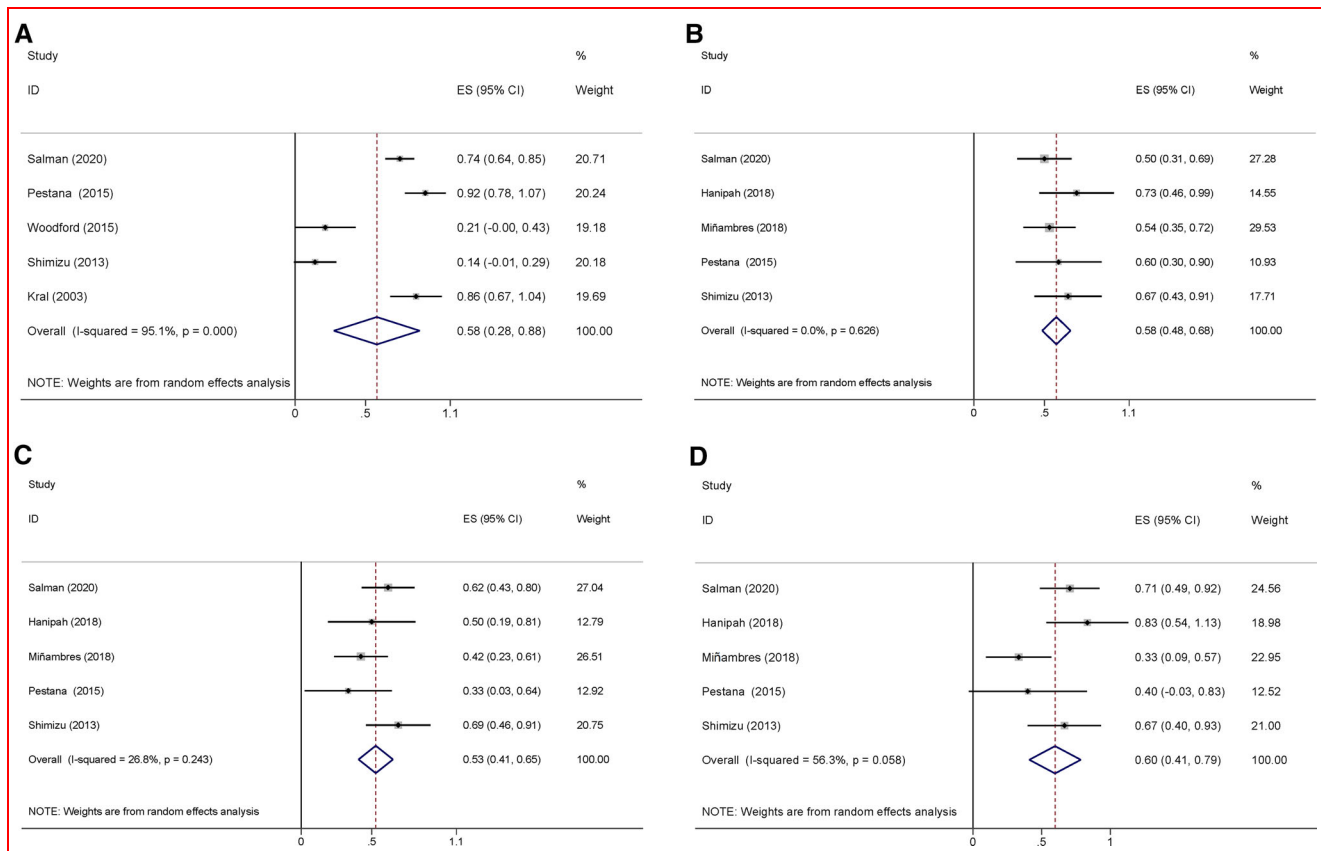 A
Study %
ID ES (95% CI) Weight
Salman (2020) 0.74 (0.64, 0.85) 20.71
Pestana (2015) 0.92 (0.78, 1.07) 20.24
Woodford (2015) 0.21 (-0.00, 0.43) 19.18
Shimizu (2013) 0.14 (-0.01, 0.29) 20.18
Kral (2003) 0.86 (0.67, 1.04) 19.69
Overall (I-squared = 95.1%, p = 0.000) 0.58 (0.28, 0.88) 100.00
NOTE: Weights are from random effects analysis
0 .5 1.1
B
Study %
ID ES (95% CI) Weight
Salman (2020) 0.50 (0.31, 0.69) 27.28
Hanipah (2018) 0.73 (0.46, 0.99) 14.55
Miñambres (2018) 0.54 (0.35, 0.72) 29.53
Pestana (2015) 0.60 (0.30, 0.90) 10.93
Shimizu (2013) 0.67 (0.43, 0.91) 17.71
Overall (I-squared = 0.0%, p = 0.626) 0.58 (0.48, 0.68) 100.00
NOTE: Weights are from random effects analysis
0 .5 1.1
C
Study %
ID ES (95% CI) Weight
Salman (2020) 0.62 (0.43, 0.80) 27.04
Hanipah (2018) 0.50 (0.19, 0.81) 12.79
Miñambres (2018) 0.42 (0.23, 0.61) 26.51
Pestana (2015) 0.33 (0.03, 0.64) 12.92
Shimizu (2013) 0.69 (0.46, 0.91) 20.75
Overall (I-squared = 26.8%, p = 0.243) 0.53 (0.41, 0.65) 100.00
NOTE: Weights are from random effects analysis
0 .5 1.1
D
Study %
ID ES (95% CI) Weight
Salman (2020) 0.71 (0.49, 0.92) 24.56
Hanipah (2018) 0.83 (0.54, 1.13) 18.98
Miñambres (2018) 0.33 (0.09, 0.57) 22.95
Pestana (2015) 0.40 (-0.03, 0.83) 12.52
Shimizu (2013) 0.67 (0.40, 0.93) 21.00
Overall (I-squared = 56.3%, p = 0.058) 0.60 (0.41, 0.79) 100.00
NOTE: Weights are from random effects analysis
0 .5 1